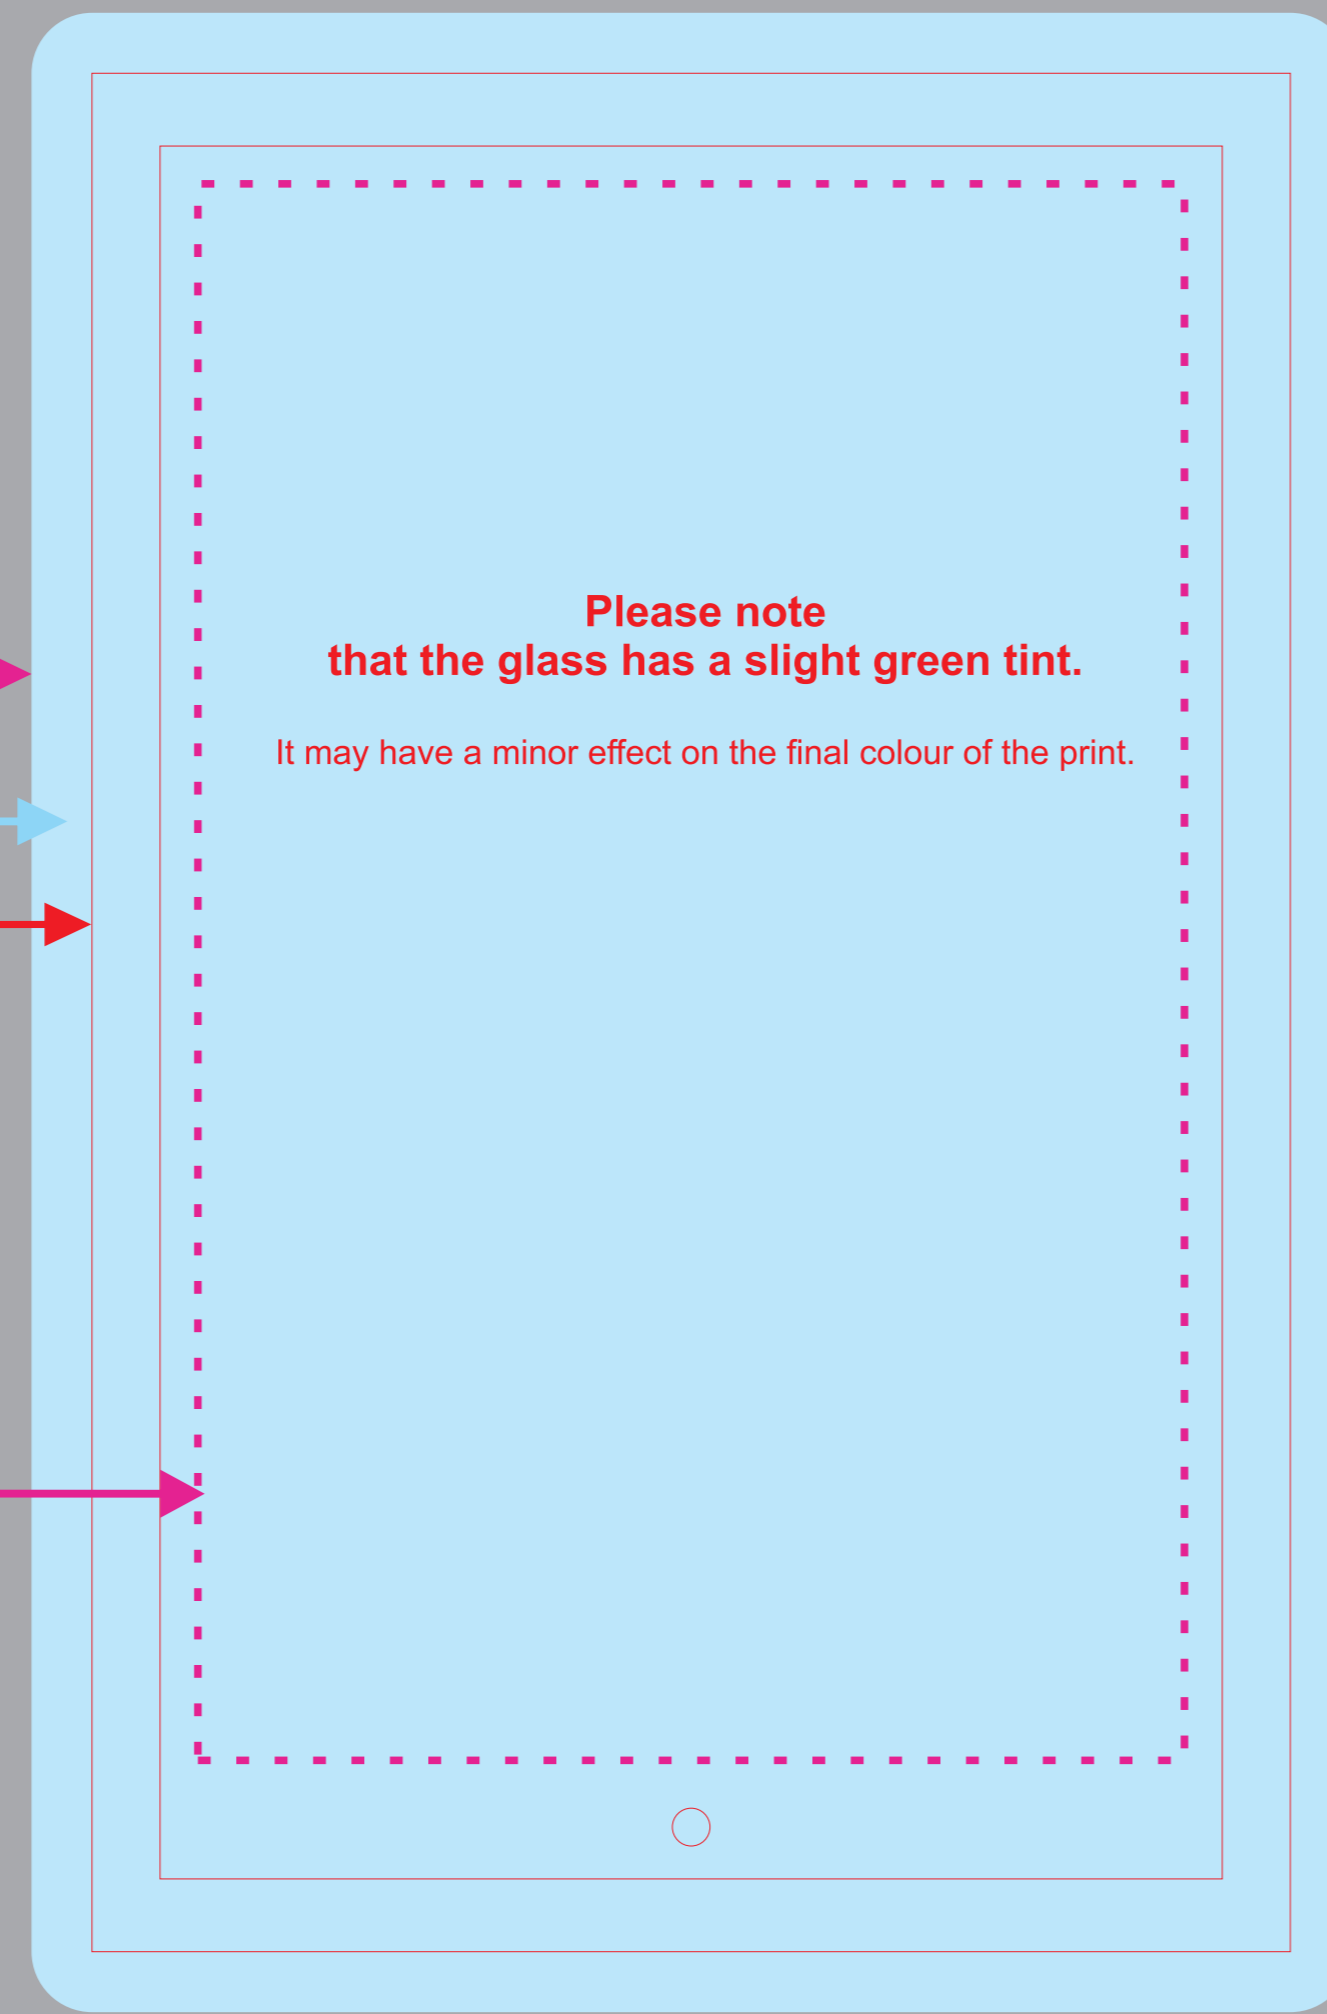 Please note
that the glass has a slight green tint.
It may have a minor effect on the final colour of the print.